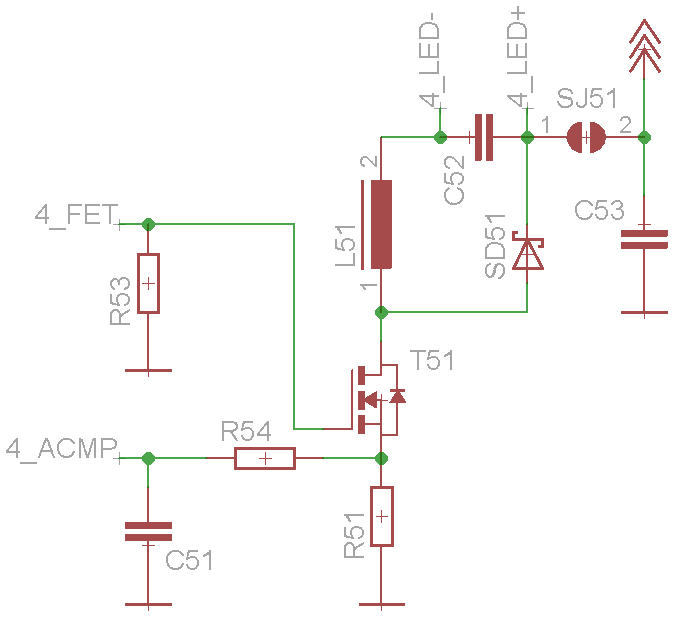 4_LED-
4_LED+
SJ51
1
2
2
C52
C53
4_FET
L51
SD51
R53
1
T51
R54
4_ACMP
R51
C51